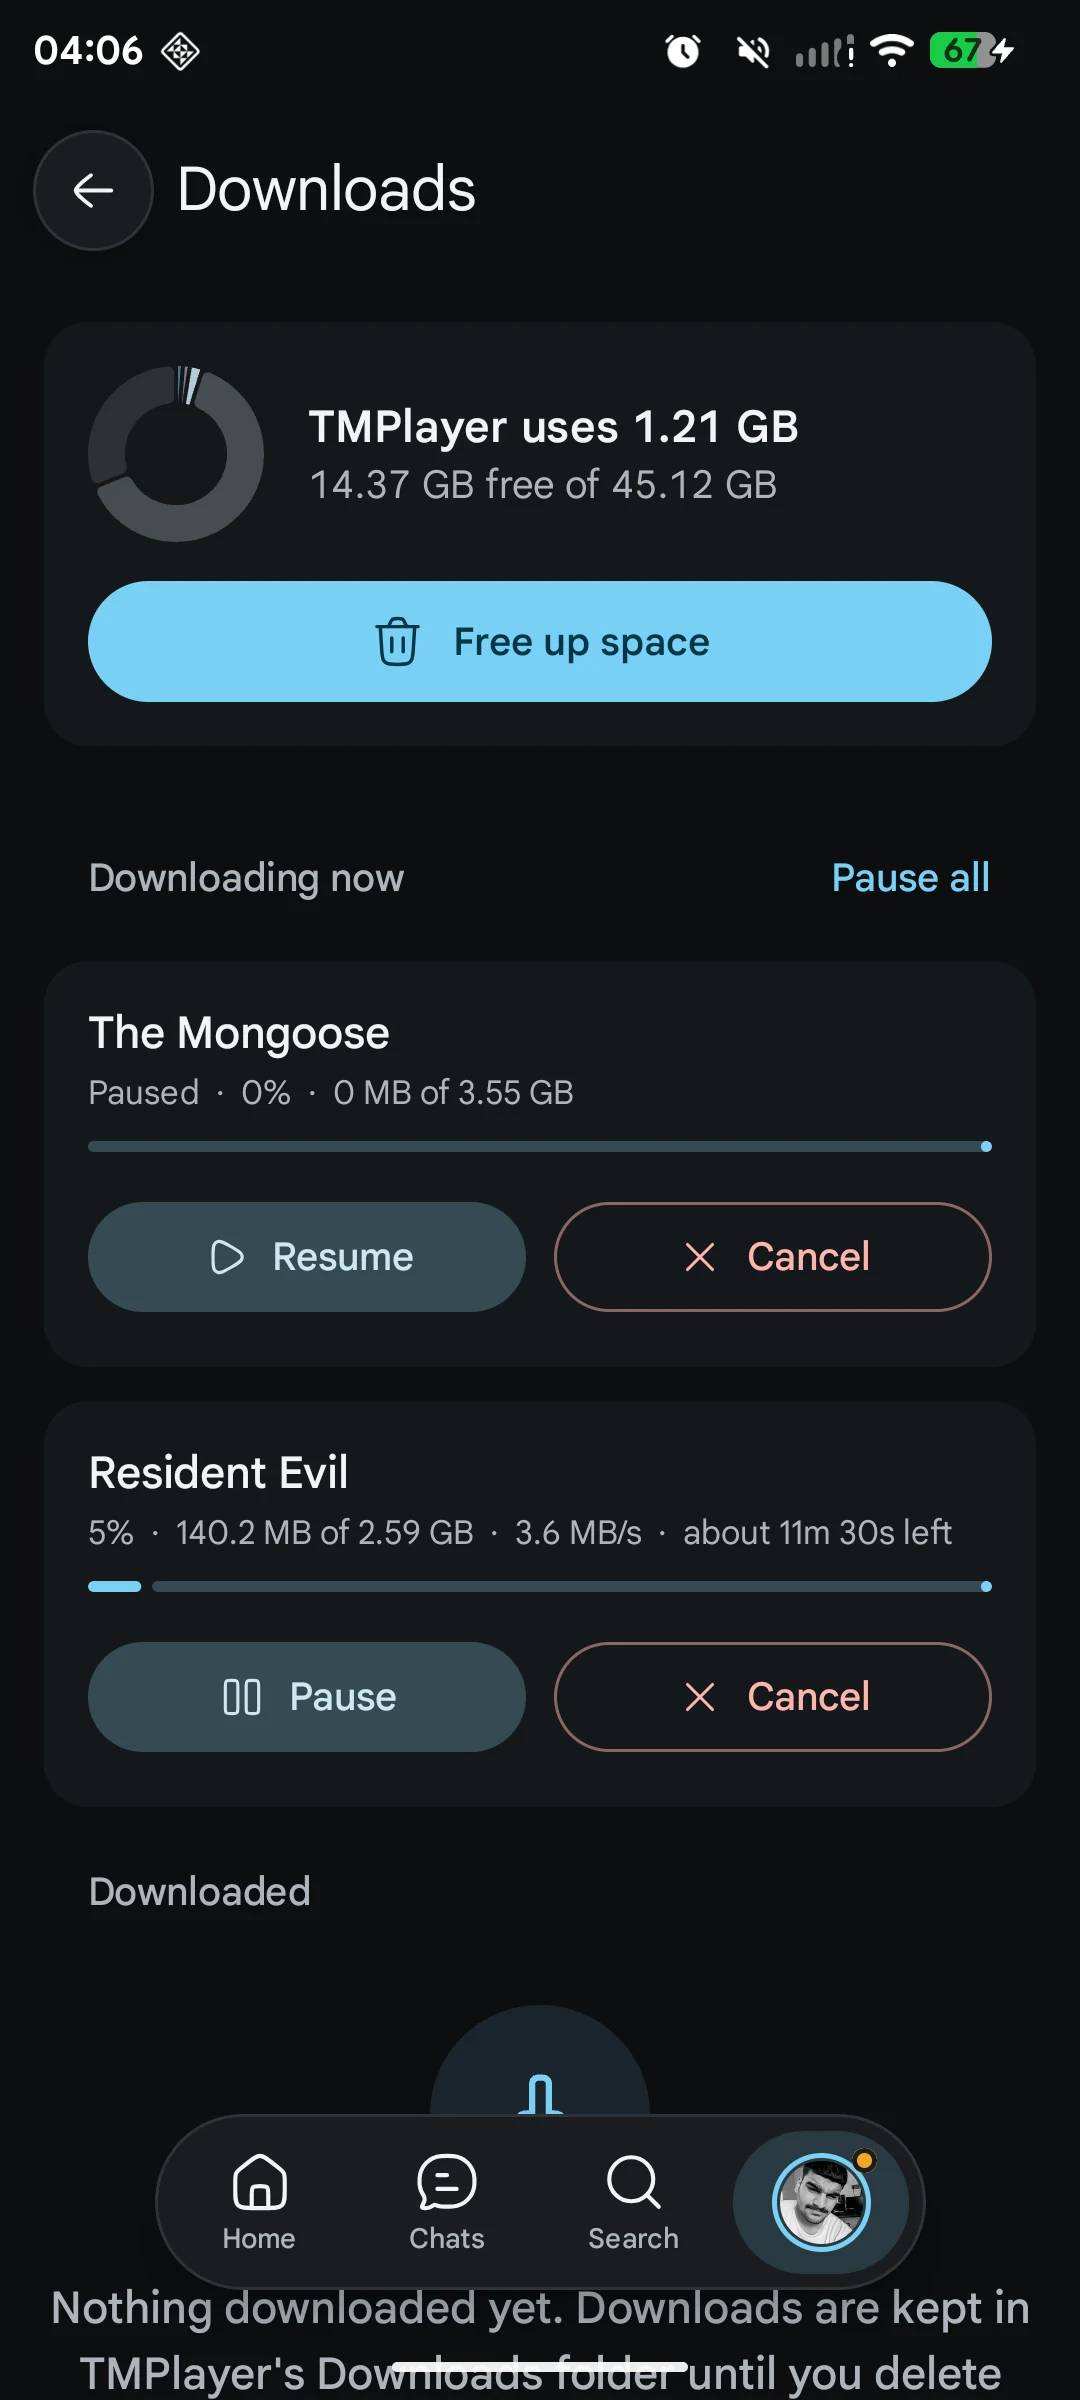 04:06
67
Downloads
TMPlayer uses 1.21 GB
14.37 GB free of 45.12 GB
Free up space
Downloading now
Pause all
The Mongoose
Paused · 0% · 0 MB of 3.55 GB
Resume
Cancel
Resident Evil
5% · 140.2 MB of 2.59 GB · 3.6 MB/s · about 11m 30s left
Pause
Cancel
Downloaded
Home
Chats
Search
Nothing downloaded yet. Downloads are kept in
TMPlayer's Downloads folder until you delete